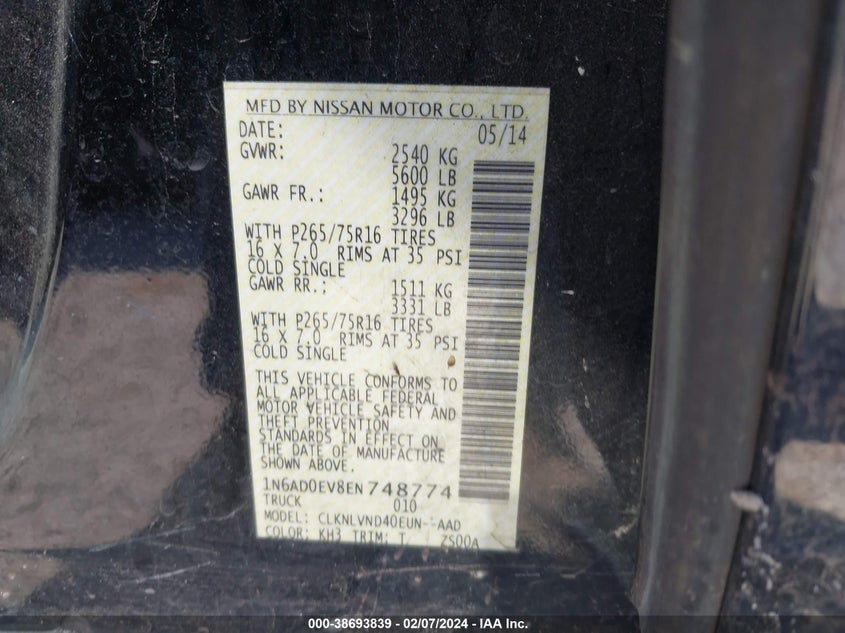 MFD BY NISSAN MOTOR CO., LTD.
DATE: 05/14
GVWR: 2540 KG
5600 LB
GAWR FR.: 1495 KG
3296 LB
WITH P265/75R16 TIRES
16 X 7.0 RIMS AT 35 PSI
COLD SINGLE
GAWR RR.: 1511 KG
3331 LB
WITH P265/75R16 TIRES
16 X 7.0 RIMS AT 35 PSI
COLD SINGLE
THIS VEHICLE CONFORMS TO
ALL APPLICABLE FEDERAL
MOTOR VEHICLE SAFETY AND
THEFT PREVENTION
STANDARDS IN EFFECT ON
THE DATE OF MANUFACTURE
SHOWN ABOVE.
1N6AD0EV8EN748774
TRUCK 010
MODEL: CLKNLVND40EUN--AAD
COLOR: KH3 TRIM: T ZS00A
000-38693839 - 02/07/2024 - IAA Inc.